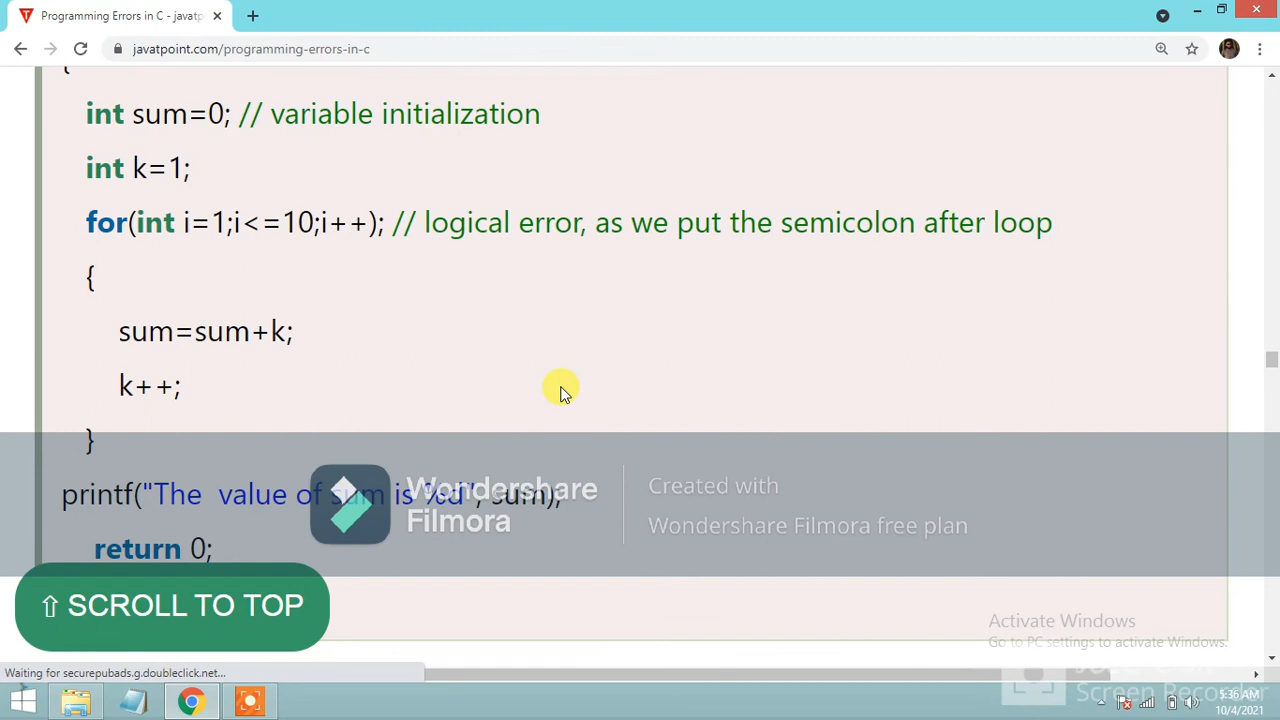 Programming Errors in C - javatp
javatpoint.com/programming-errors-in-c
{
int sum=0; // variable initialization
int k=1;
for(int i=1;i<=10;i++); // logical error, as we put the semicolon after loop
{
sum=sum+k;
k++;
}
printf("The  value of sum is %d", sum);
return 0;
Wondershare
Filmora
Created with
Wondershare Filmora free plan
⇧ SCROLL TO TOP
Activate Windows
Go to PC settings to activate Windows.
Waiting for securepubads.g.doubleclick.net...
Screen Recorder
5:36 AM
10/4/2021